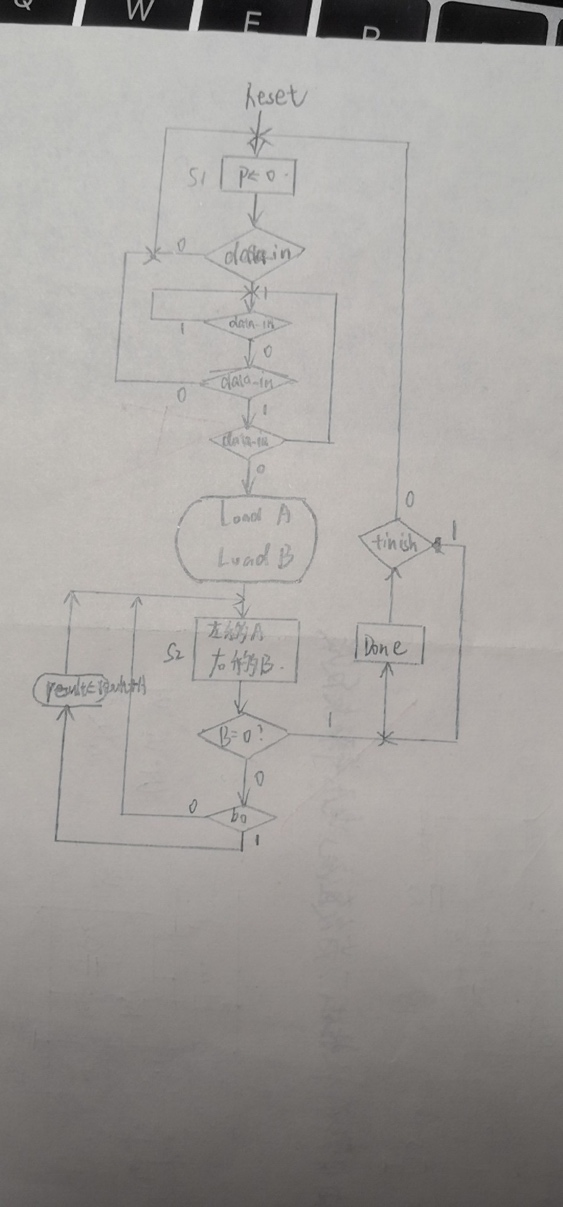 Q W E R
Reset
S1 P← 0.
0 data-in
1
data-in
1
0
data-in
0
1
data-in
0
0
Load A
finish 1
Load B
左移A
S2 右移B.
Done
B=0?
1
0
0 b0
1